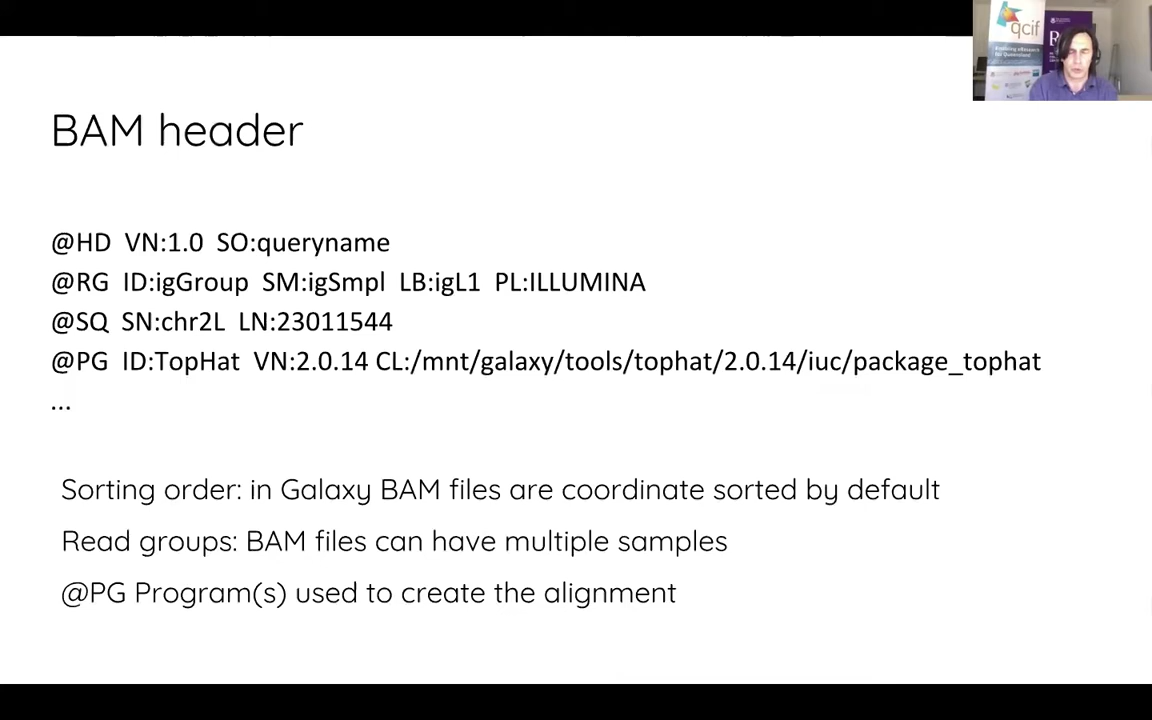 qcif
BAM header
@HD VN:1.0 SO:queryname
@RG ID:igGroup SM:igSmpl LB:igL1 PL:ILLUMINA
@SQ SN:chr2L LN:23011544
@PG ID:TopHat VN:2.0.14 CL:/mnt/galaxy/tools/tophat/2.0.14/iuc/package_tophat
...
Sorting order: in Galaxy BAM files are coordinate sorted by default
Read groups: BAM files can have multiple samples
@PG Program(s) used to create the alignment